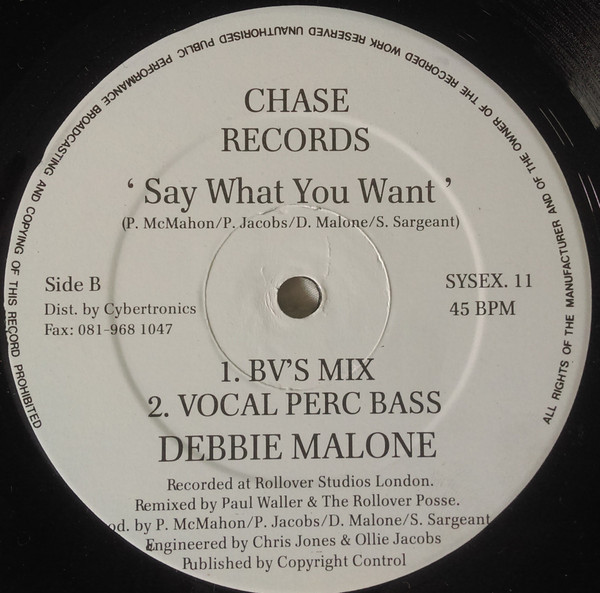 ALL RIGHTS OF THE MANUFACTURER AND OF THE OWNER OF THE RECORDED WORK RESERVED UNAUTHORISED PUBLIC PERFORMANCE BROADCASTING AND COPYING OF THIS RECORD PROHIBITED
CHASE
RECORDS
‘ Say What You Want ’
(P. McMahon/P. Jacobs/D. Malone/S. Sargeant)
Side B
SYSEX. 11
Dist. by Cybertronics
45 BPM
Fax: 081-968 1047
1. BV'S MIX
2. VOCAL PERC BASS
DEBBIE MALONE
Recorded at Rollover Studios London.
Remixed by Paul Waller & The Rollover Posse.
od. by P. McMahon/P. Jacobs/D. Malone/S. Sargeant
Engineered by Chris Jones & Ollie Jacobs
Published by Copyright Control